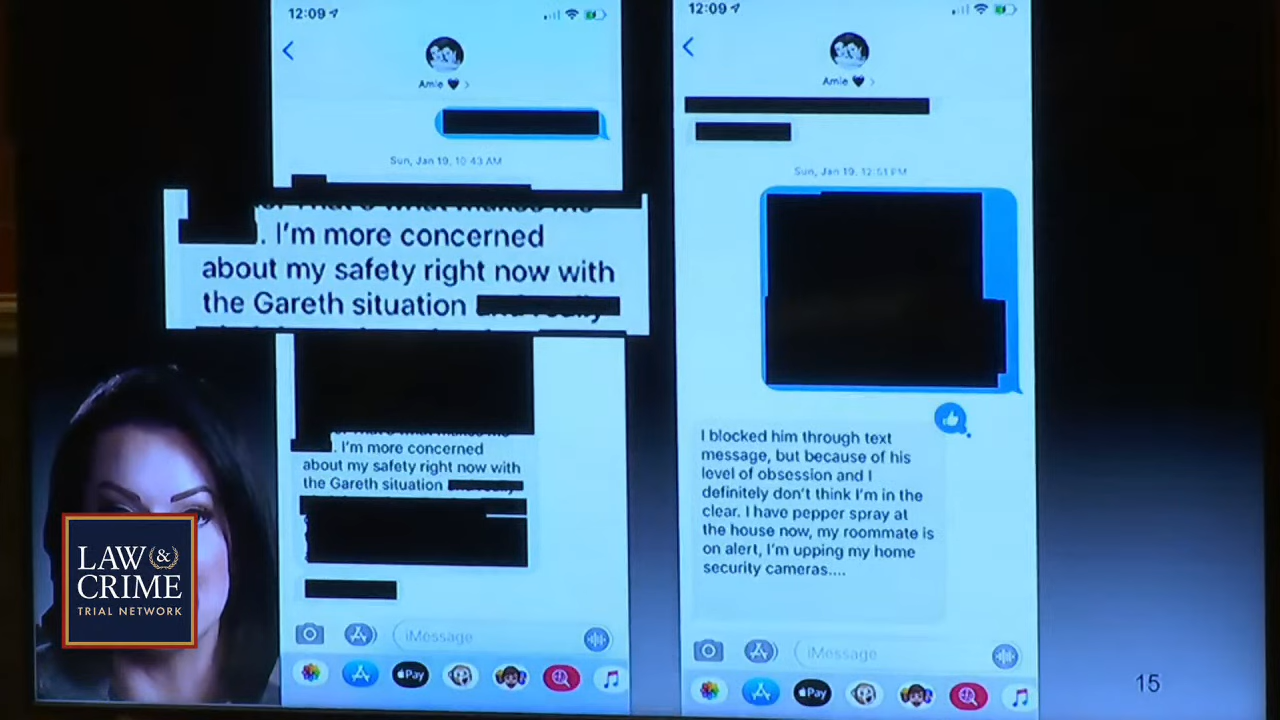 12:09
Amie
Sun, Jan 19, 10:43 AM
. I'm more concerned
about my safety right now with
the Gareth situation
. I'm more concerned
about my safety right now with
the Gareth situation
iMessage
Pay
12:09
Amie
Sun, Jan 19, 12:51 PM
I blocked him through text
message, but because of his
level of obsession and I
definitely don't think I'm in the
clear. I have pepper spray at
the house now, my roommate is
on alert, I'm upping my home
security cameras....
iMessage
Pay
15
LAW &
CRIME
TRIAL NETWORK